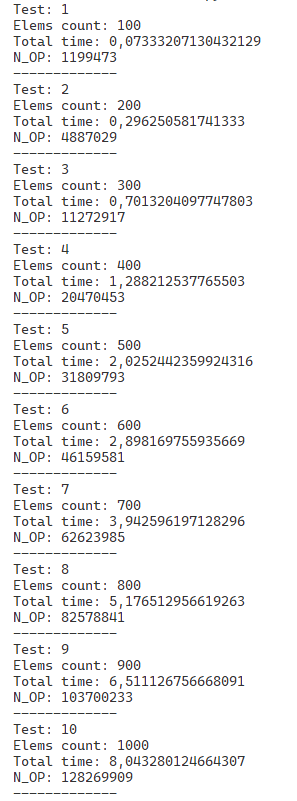 Test: 1
Elems count: 100
Total time: 0,07333207130432129
N_OP: 1199473
-------------
Test: 2
Elems count: 200
Total time: 0,296250581741333
N_OP: 4887029
-------------
Test: 3
Elems count: 300
Total time: 0,7013204097747803
N_OP: 11272917
-------------
Test: 4
Elems count: 400
Total time: 1,288212537765503
N_OP: 20470453
-------------
Test: 5
Elems count: 500
Total time: 2,0252442359924316
N_OP: 31809793
-------------
Test: 6
Elems count: 600
Total time: 2,898169755935669
N_OP: 46159581
-------------
Test: 7
Elems count: 700
Total time: 3,942596197128296
N_OP: 62623985
-------------
Test: 8
Elems count: 800
Total time: 5,176512956619263
N_OP: 82578841
-------------
Test: 9
Elems count: 900
Total time: 6,511126756668091
N_OP: 103700233
-------------
Test: 10
Elems count: 1000
Total time: 8,043280124664307
N_OP: 128269909
-------------